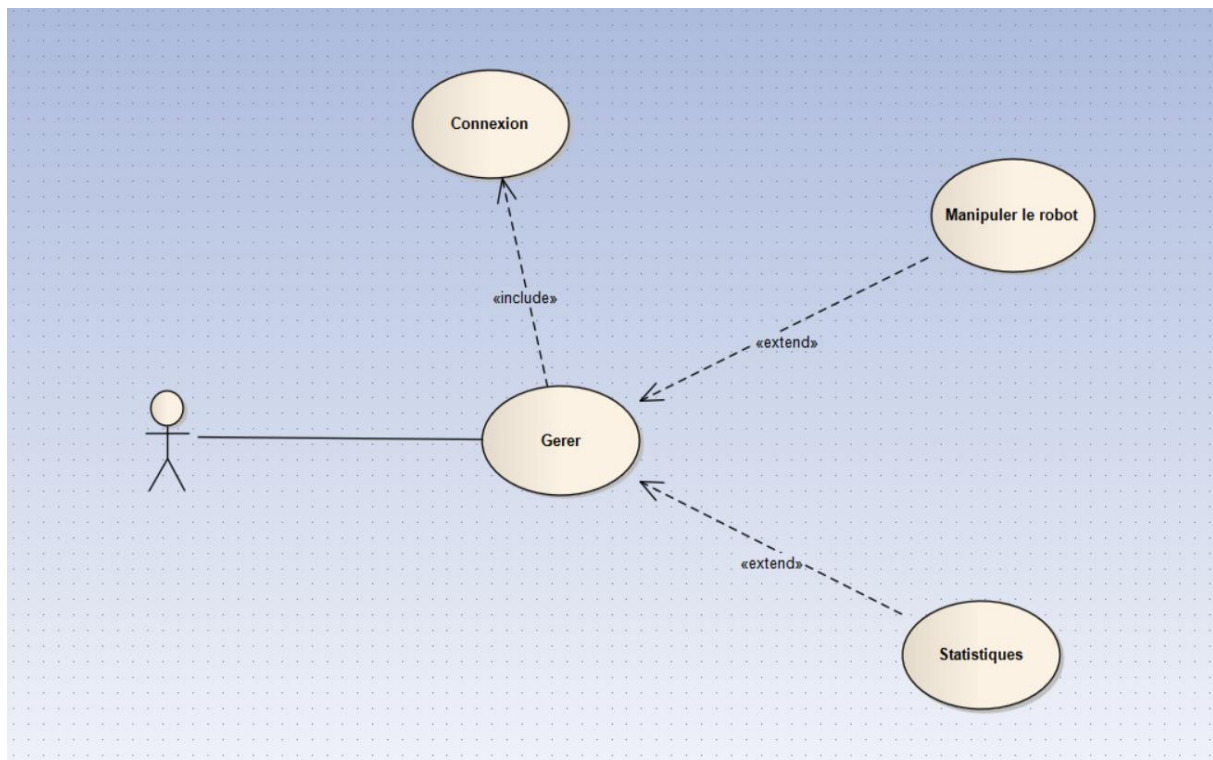 Connexion
Manipuler le robot
«include»
«extend»
Gerer
«extend»
Statistiques